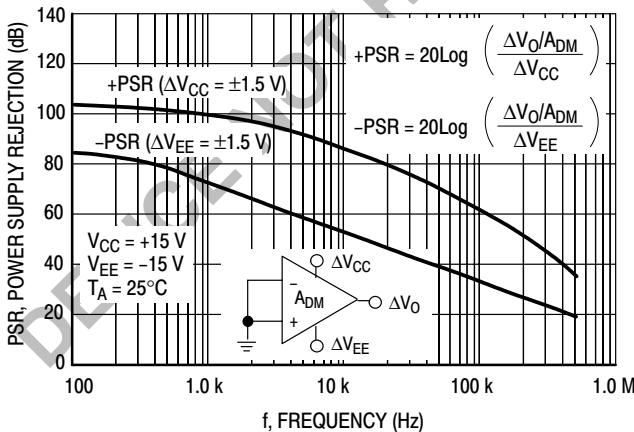 PSR, POWER SUPPLY REJECTION (dB)
140
120
100
80
60
40
20
0
+PSR (ΔVCC = ±1.5 V)
−PSR (ΔVEE = ±1.5 V)
+PSR = 20Log (ΔVO/ADM / ΔVCC)
−PSR = 20Log (ΔVO/ADM / ΔVEE)
VCC = +15 V
VEE = −15 V
TA = 25°C
ΔVCC
−
ADM
+
ΔVO
ΔVEE
100
1.0 k
10 k
100 k
1.0 M
f, FREQUENCY (Hz)